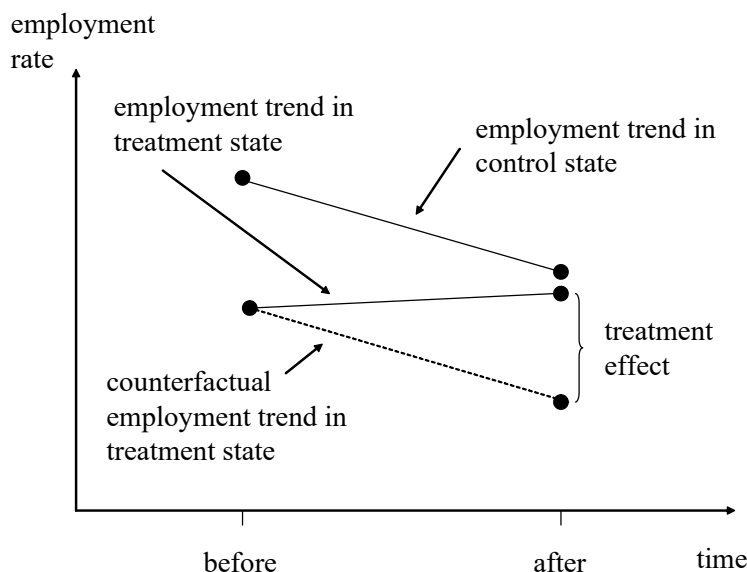 employment
rate
employment trend in
treatment state
employment trend in
control state
treatment
effect
counterfactual
employment trend in
treatment state
before
after
time